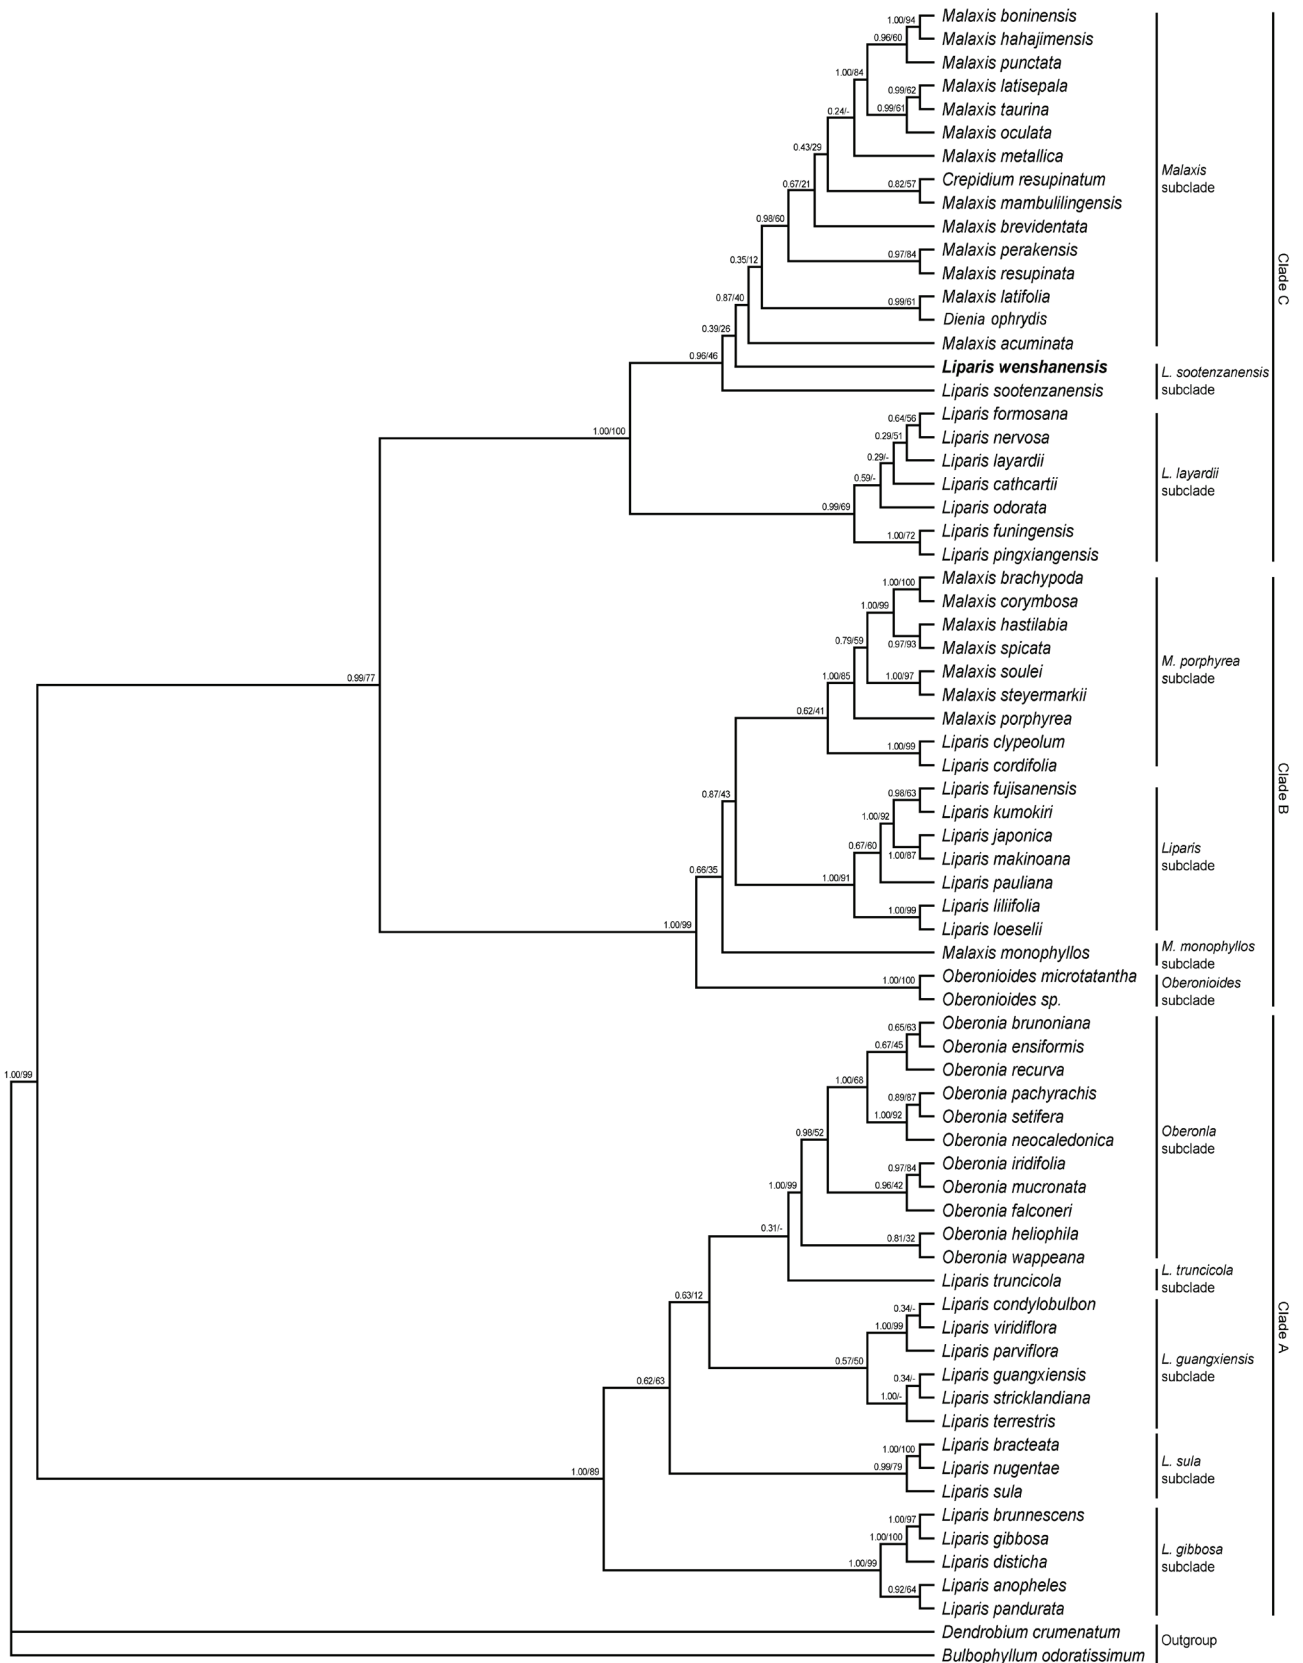 1.00/94
Malaxis boninensis
Malaxis hahajimensis
0.96/60
Malaxis punctata
1.00/84
Malaxis latisepala
0.99/62
Malaxis taurina
0.99/61
Malaxis oculata
0.24/-
Malaxis metallica
0.43/29
Crepidium resupinatum
0.82/57
Malaxis mambulilingensis
0.67/21
Malaxis brevidentata
0.98/60
Malaxis perakensis
0.97/84
Malaxis resupinata
0.35/12
Malaxis latifolia
0.99/61
Dienia ophrydis
0.87/40
Malaxis acuminata
0.39/26
Liparis wenshanensis
0.96/46
Liparis sootenzanensis
Malaxis
subclade
L. sootenzanensis
subclade
Clade C
1.00/100
Liparis formosana
0.64/56
Liparis nervosa
0.29/51
Liparis layardii
0.29/-
Liparis cathcartii
0.59/-
Liparis odorata
0.99/69
Liparis funingensis
1.00/72
Liparis pingxiangensis
L. layardii
subclade
0.99/77
Malaxis brachypoda
1.00/100
Malaxis corymbosa
1.00/99
Malaxis hastilabia
0.97/93
Malaxis spicata
0.79/59
Malaxis soulei
1.00/97
Malaxis steyermarkii
1.00/85
Malaxis porphyrea
0.62/41
Liparis clypeolum
1.00/99
Liparis cordifolia
M. porphyrea
subclade
0.87/43
Liparis fujisanensis
0.98/63
Liparis kumokiri
1.00/92
Liparis japonica
1.00/87
Liparis makinoana
0.67/60
Liparis pauliana
1.00/91
Liparis liliifolia
1.00/99
Liparis loeselii
Liparis
subclade
0.66/35
Malaxis monophyllos
M. monophyllos
subclade
1.00/99
Oberonioides microtatantha
1.00/100
Oberonioides sp.
Oberonioides
subclade
Clade B
1.00/99
Oberonia brunoniana
0.65/63
Oberonia ensiformis
0.67/45
Oberonia recurva
1.00/68
Oberonia pachyrachis
0.89/87
Oberonia setifera
1.00/92
Oberonia neocaledonica
0.98/52
Oberonia iridifolia
0.97/84
Oberonia mucronata
0.96/42
Oberonia falconeri
1.00/99
Oberonia heliophila
0.81/32
Oberonia wappeana
Oberonla
subclade
0.31/-
Liparis truncicola
L. truncicola
subclade
0.63/12
Liparis condylobulbon
0.34/-
Liparis viridiflora
1.00/99
Liparis parviflora
0.57/50
Liparis guangxiensis
0.34/-
Liparis stricklandiana
1.00/-
Liparis terrestris
L. guangxiensis
subclade
0.62/63
Liparis bracteata
1.00/100
Liparis nugentae
0.99/79
Liparis sula
L. sula
subclade
1.00/89
Liparis brunnescens
1.00/97
Liparis gibbosa
1.00/100
Liparis disticha
1.00/99
Liparis anopheles
0.92/64
Liparis pandurata
L. gibbosa
subclade
Clade A
Dendrobium crumenatum
Bulbophyllum odoratissimum
Outgroup